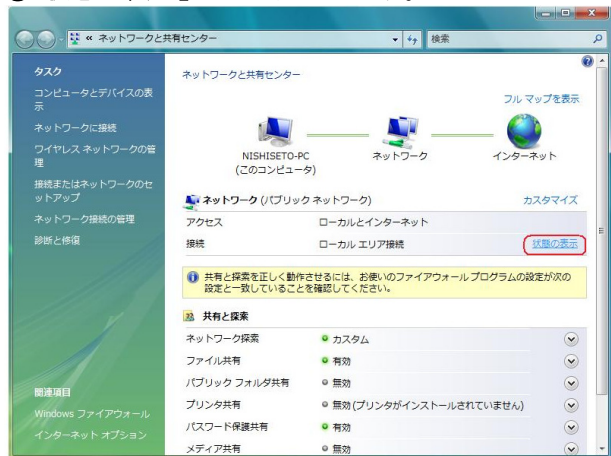 ネットワークと共有センター
検索
タスク
コンピュータとデバイスの表
示
ネットワークに接続
ワイヤレス ネットワークの管
理
接続またはネットワークのセ
ットアップ
ネットワーク接続の管理
診断と修復
関連項目
Windows ファイアウォール
インターネット オプション
ネットワークと共有センター
フル マップを表示
NISHISETO-PC
(このコンピュータ)
ネットワーク
インターネット
ネットワーク (パブリック ネットワーク)
カスタマイズ
アクセス
ローカルとインターネット
接続
ローカル エリア接続
状態の表示
共有と探索を正しく動作させるには、お使いのファイアウォール プログラムの設定が次の
設定と一致していることを確認してください。
共有と探索
ネットワーク探索
カスタム
ファイル共有
有効
パブリック フォルダ共有
無効
プリンタ共有
無効 (プリンタがインストールされていません)
パスワード保護共有
有効
メディア共有
無効